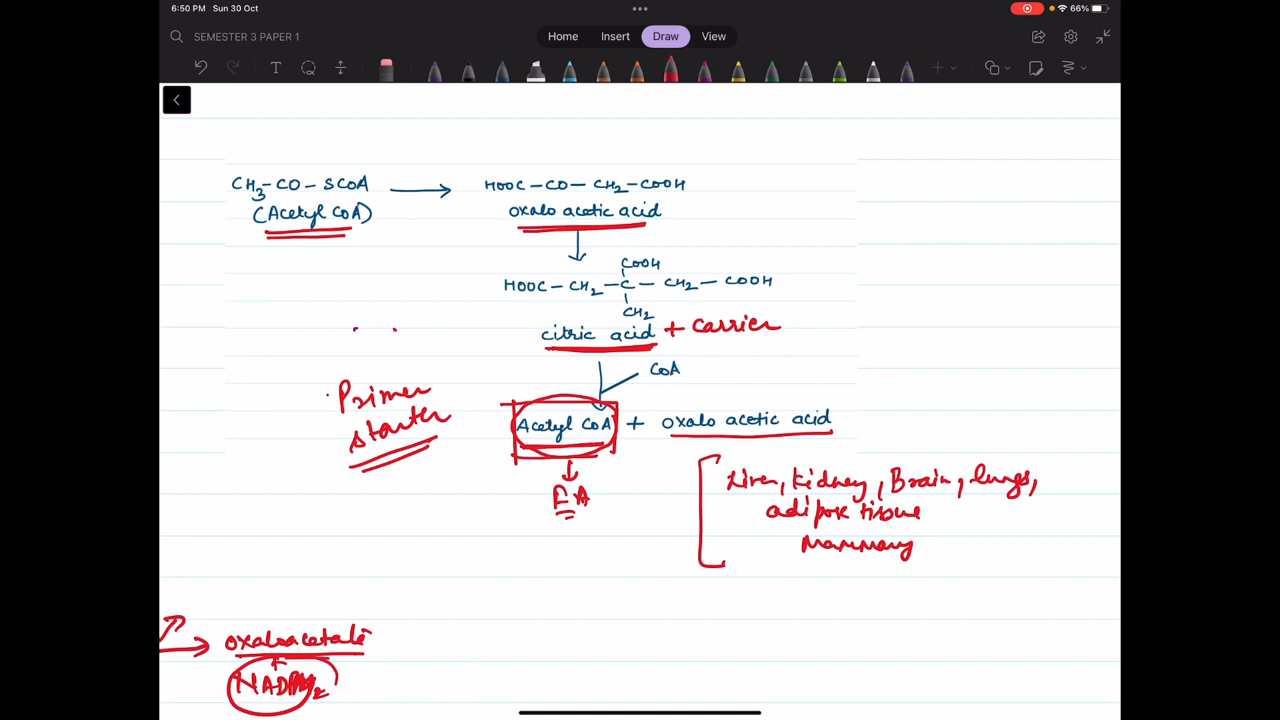 6:50 PM Sun 30 Oct
66%
SEMESTER 3 PAPER 1
Home Insert Draw View
CH3-CO-SCoA → HOOC-CO-CH2-COOH
(Acetyl CoA) oxalo acetic acid
COOH
HOOC-CH2-C-CH2-COOH
CH2
citric acid + carrier
CoA
Primer
starter
Acetyl CoA + oxalo acetic acid
FA
Liver, Kidney, Brain, lungs,
adipose tissue
Mammary
→ oxaloacetate
+
NADPH2